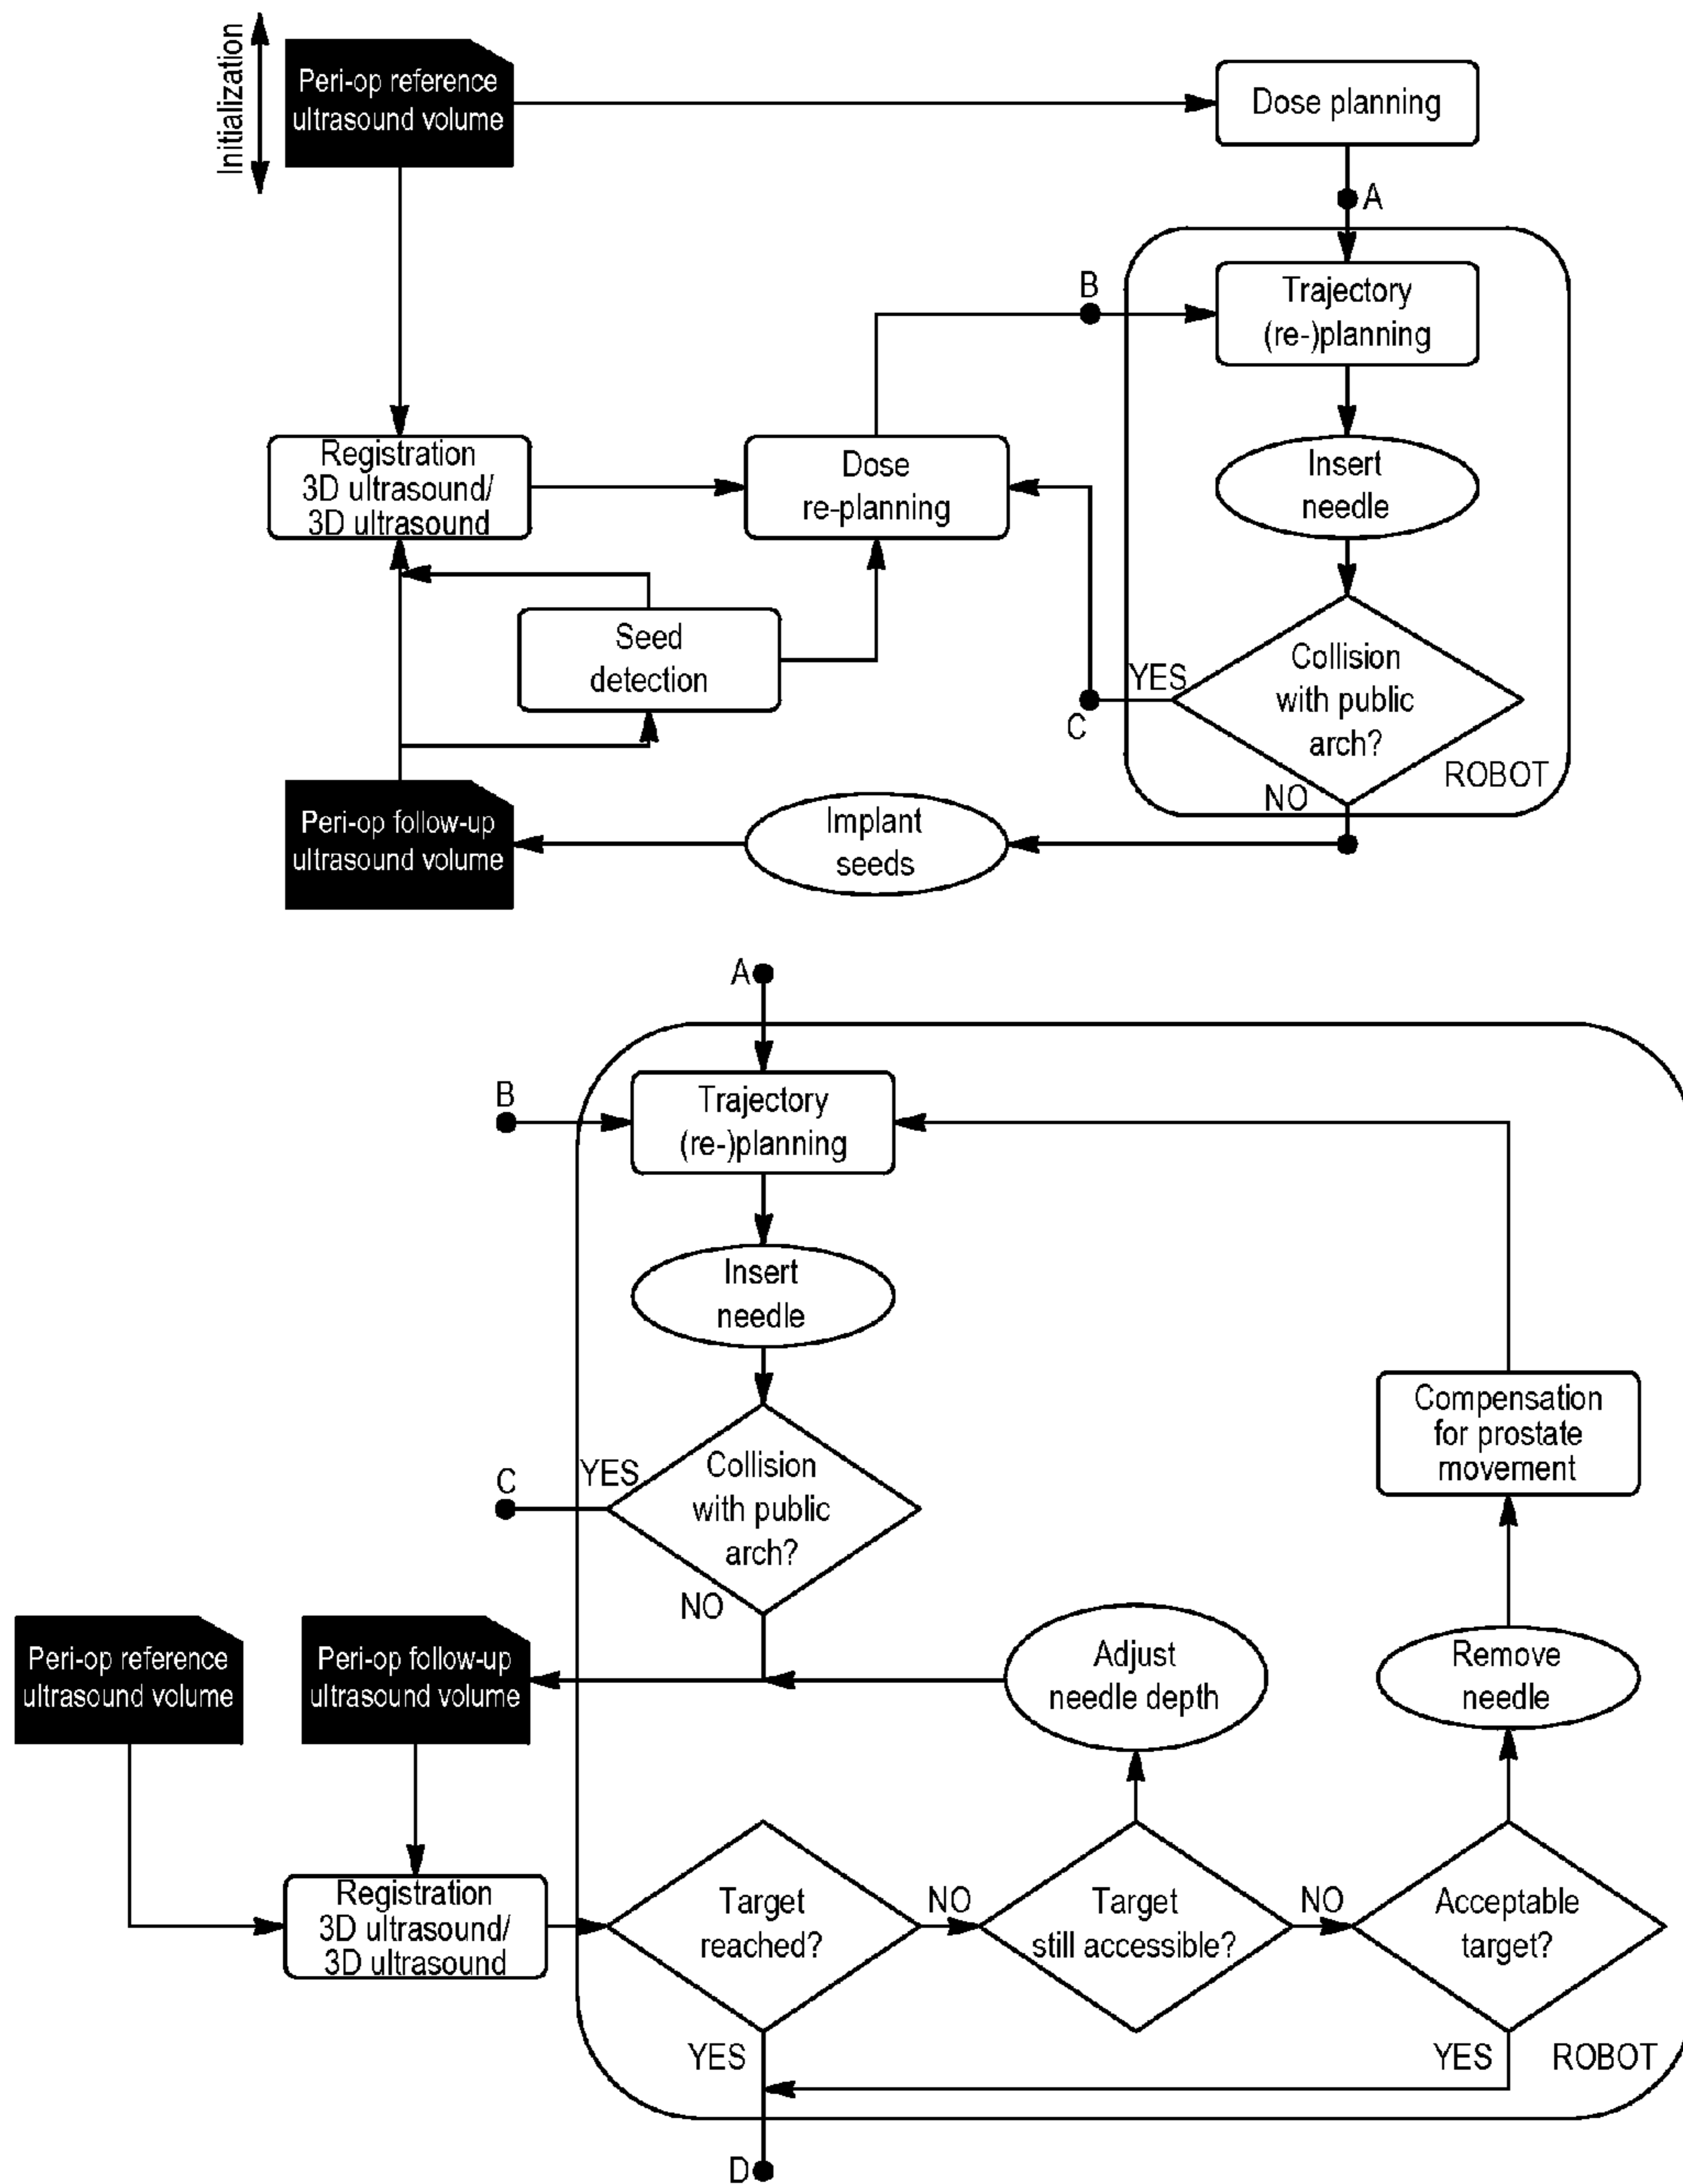 Initialization
Peri-op reference
ultrasound volume
Dose planning
A
B
Trajectory
(re-)planning
Registration
3D ultrasound/
3D ultrasound
Dose
re-planning
Insert
needle
Seed
detection
YES
Collision
with public
arch?
C
ROBOT
NO
Peri-op follow-up
ultrasound volume
Implant
seeds
A
B
Trajectory
(re-)planning
Insert
needle
Compensation
for prostate
movement
C
YES
Collision
with public
arch?
NO
Peri-op reference
ultrasound volume
Peri-op follow-up
ultrasound volume
Adjust
needle depth
Remove
needle
Registration
3D ultrasound/
3D ultrasound
Target
reached?
NO
Target
still accessible?
NO
Acceptable
target?
YES
YES
ROBOT
D